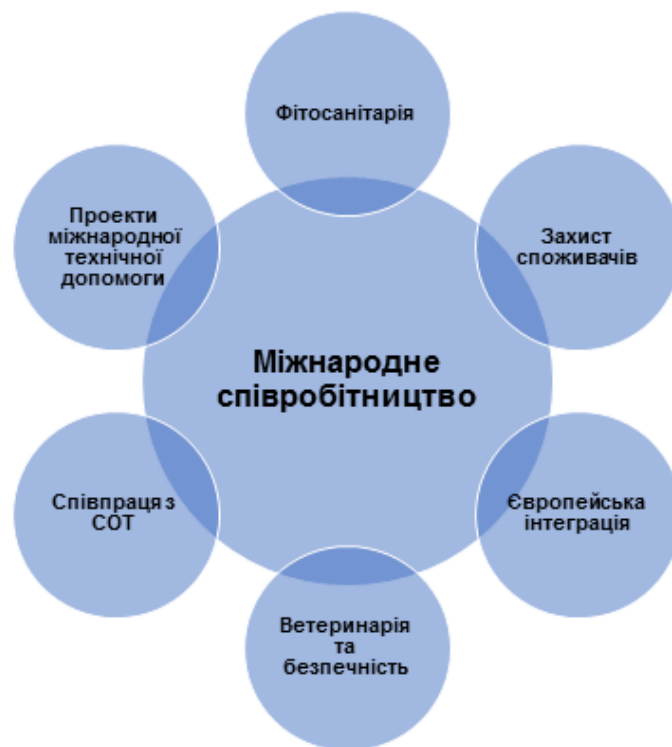 Фітосанітарія
Проекти
міжнародної
технічної
допомоги
Захист
споживачів
Міжнародне
співробітництво
Співпраця з
СОТ
Європейська
інтеграція
Ветеринарія
та
безпечність